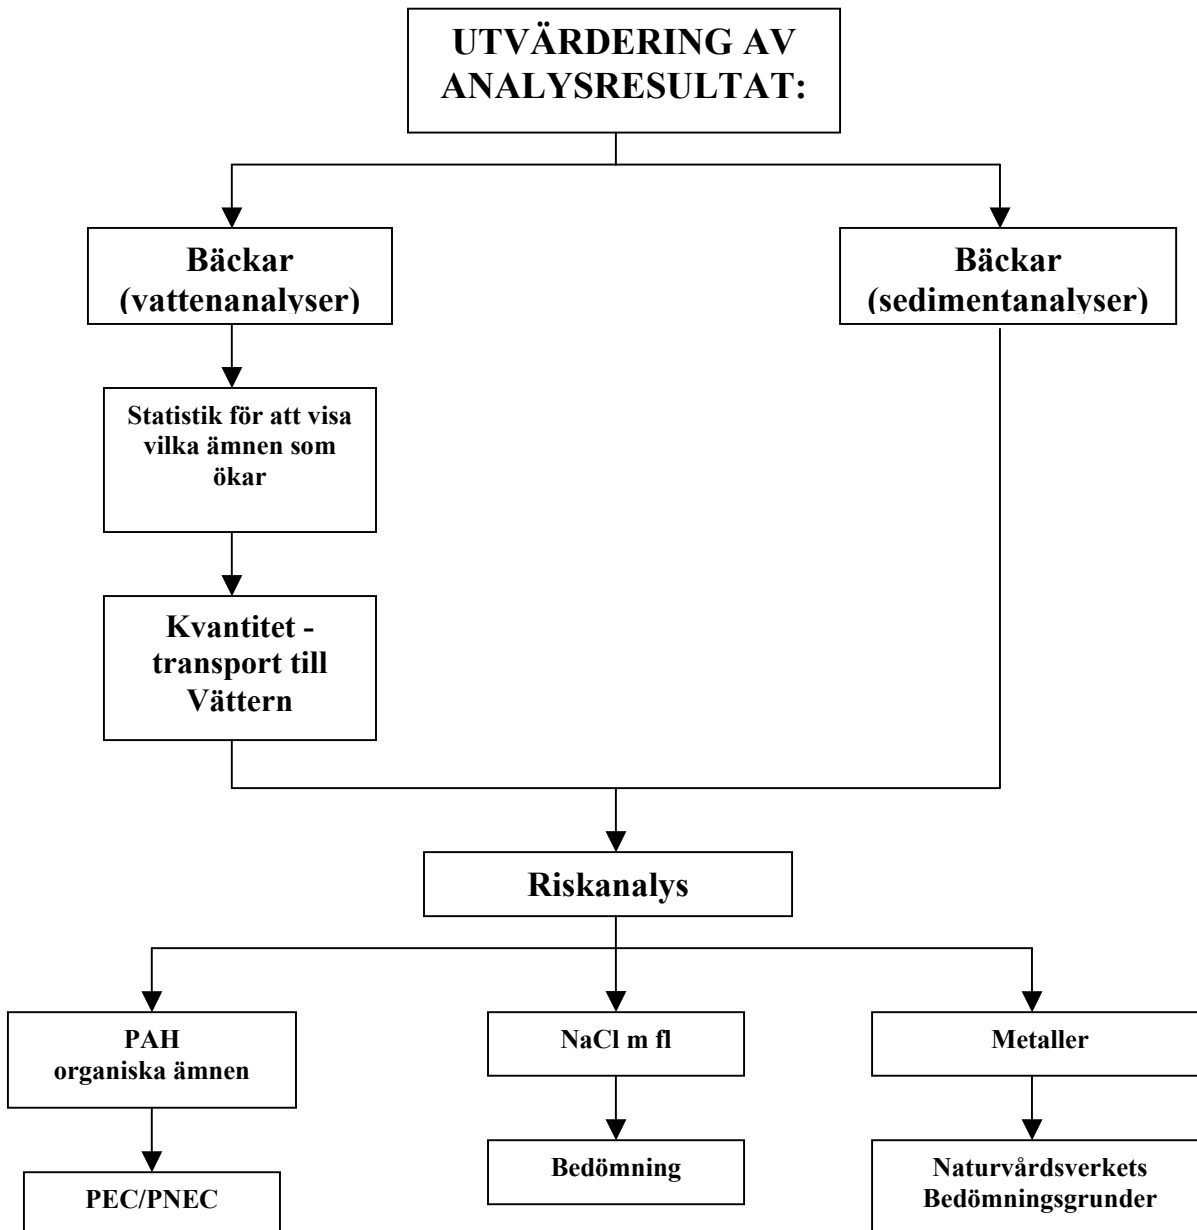 UTVÄRDERING AV
ANALYSRESULTAT:
Bäckar
(vattenanalyser)
Bäckar
(sedimentanalyser)
Statistik för att visa
vilka ämnen som
ökar
Kvantitet -
transport till
Vättern
Riskanalys
PAH
organiska ämnen
NaCl m fl
Metaller
PEC/PNEC
Bedömning
Naturvårdsverkets
Bedömningsgrunder